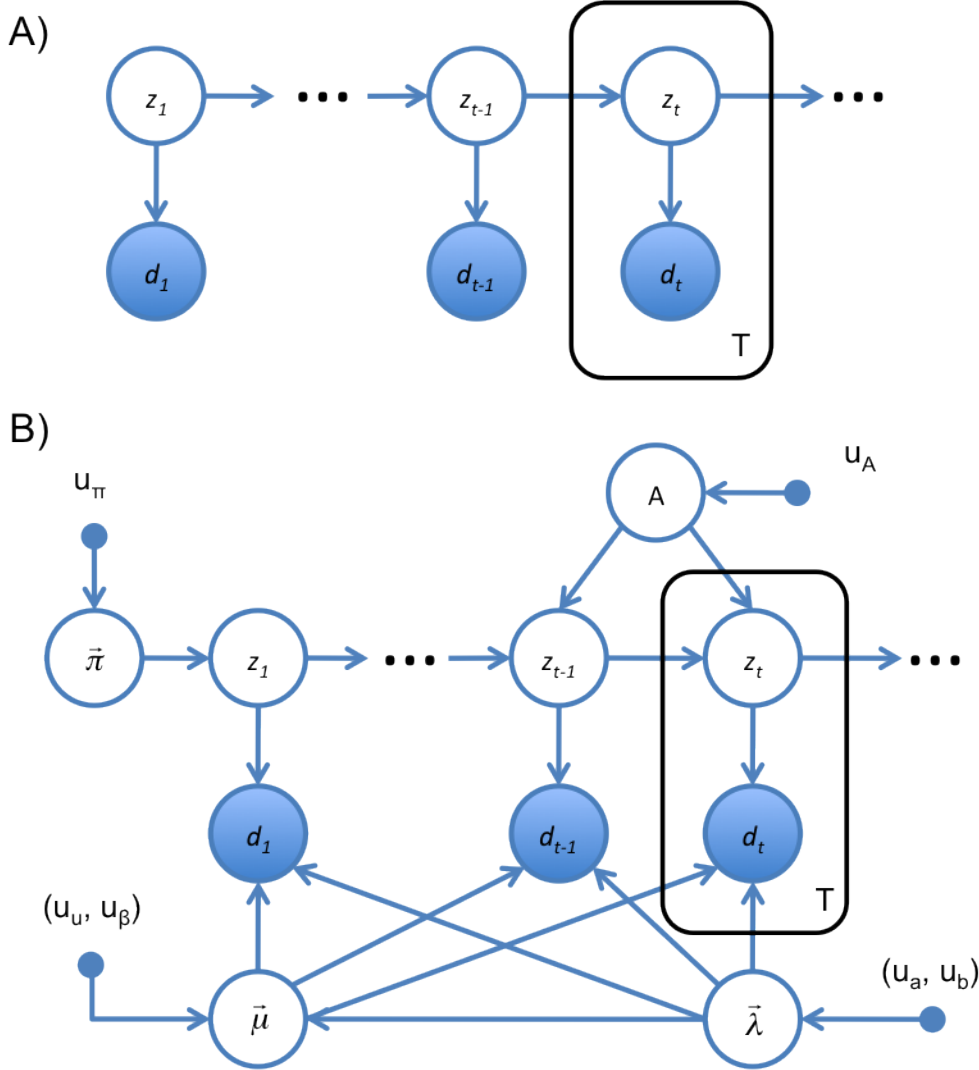 A)
z1 ... zt-1 zt ...
d1 dt-1 dt
T
B)
uπ A uA
π⃗ z1 ... zt-1 zt ...
d1 dt-1 dt
T
(uu, uβ) (ua, ub)
μ⃗ λ⃗